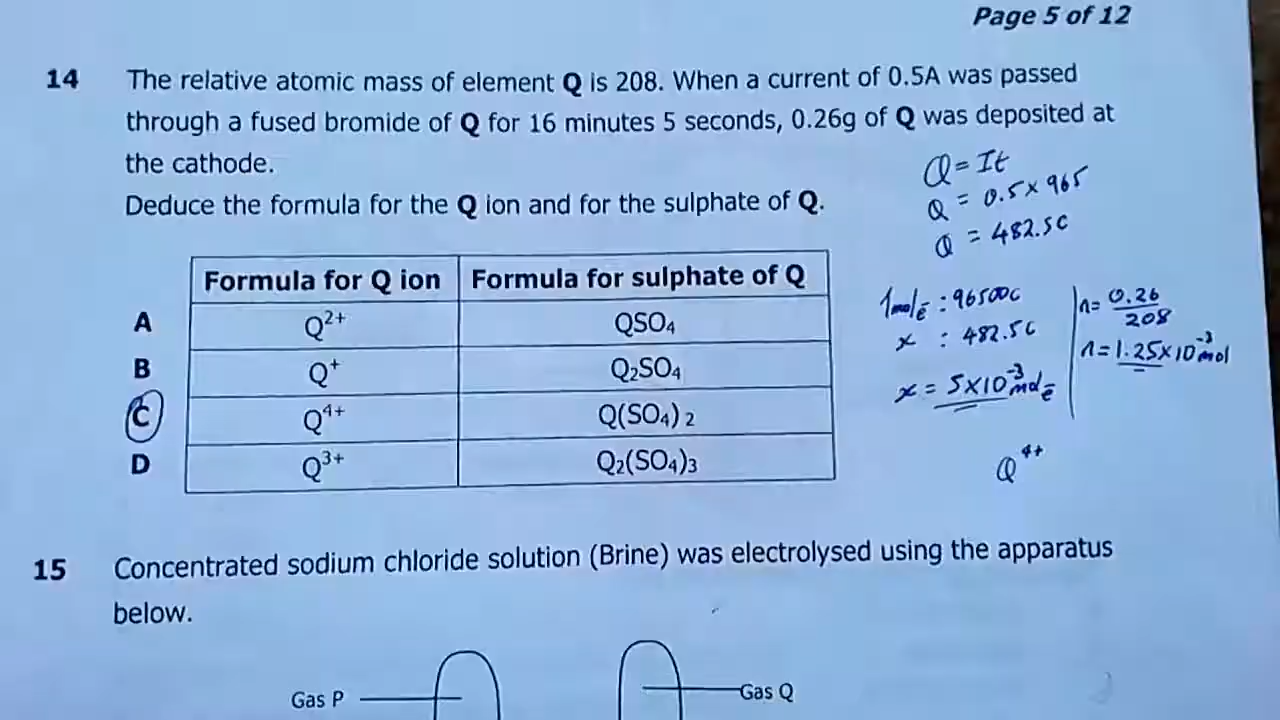 Page 5 of 12
14 The relative atomic mass of element Q is 208. When a current of 0.5A was passed
through a fused bromide of Q for 16 minutes 5 seconds, 0.26g of Q was deposited at
the cathode.
Deduce the formula for the Q ion and for the sulphate of Q.
Q = It
Q = 0.5 × 965
Q = 482.5C
Formula for Q ion Formula for sulphate of Q
A Q²⁺ QSO₄
B Q⁺ Q₂SO₄
C Q⁴⁺ Q(SO₄) ₂
D Q³⁺ Q₂(SO₄)₃
1mole̅ : 96500C
x : 482.5C
x = 5×10⁻³mole̅
n = 0.26
208
n = 1.25×10⁻³mol
Q⁴⁺
15 Concentrated sodium chloride solution (Brine) was electrolysed using the apparatus
below.
Gas P Gas Q